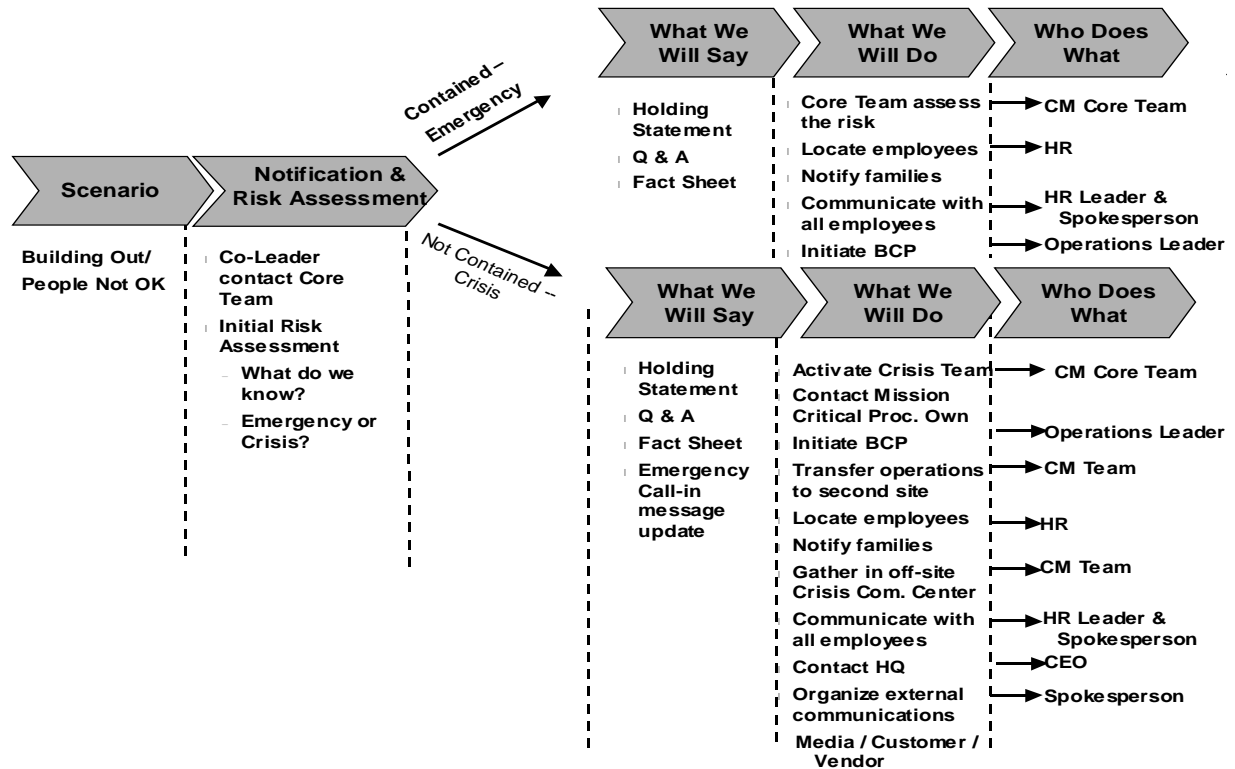 What We
Will Say
What We
Will Do
Who Does
What
Contained –
Emergency
Holding
Statement
Q & A
Fact Sheet
Core Team assess
the risk
Locate employees
Notify families
Communicate with
all employees
Initiate BCP
CM Core Team
HR
HR Leader &
Spokesperson
Operations Leader
Scenario
Notification &
Risk Assessment
Building Out/
People Not OK
Co-Leader
contact Core
Team
Initial Risk
Assessment
– What do we
know?
– Emergency or
Crisis?
Not Contained –
Crisis
What We
Will Say
What We
Will Do
Who Does
What
Holding
Statement
Q & A
Fact Sheet
Emergency
Call-in
message
update
Activate Crisis Team
Contact Mission
Critical Proc. Own
Initiate BCP
Transfer operations
to second site
Locate employees
Notify families
Gather in off-site
Crisis Com. Center
Communicate with
all employees
Contact HQ
Organize external
communications
Media / Customer /
Vendor
CM Core Team
Operations Leader
CM Team
HR
CM Team
HR Leader &
Spokesperson
CEO
Spokesperson